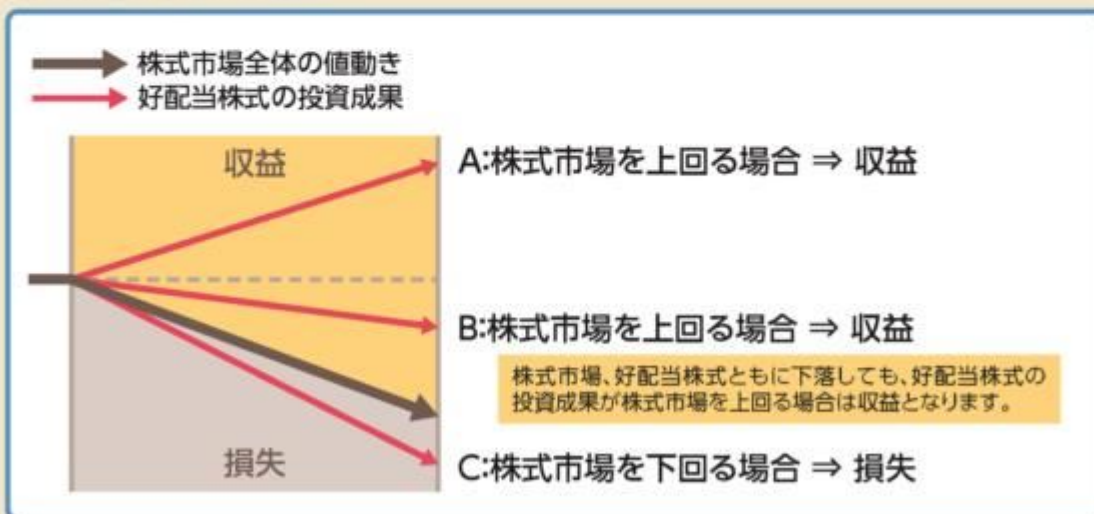 株式市場全体の値動き
好配当株式の投資成果
収益
A:株式市場を上回る場合 ⇒ 収益
B:株式市場を上回る場合 ⇒ 収益
株式市場、好配当株式ともに下落しても、好配当株式の
投資成果が株式市場を上回る場合は収益となります。
損失
C:株式市場を下回る場合 ⇒ 損失